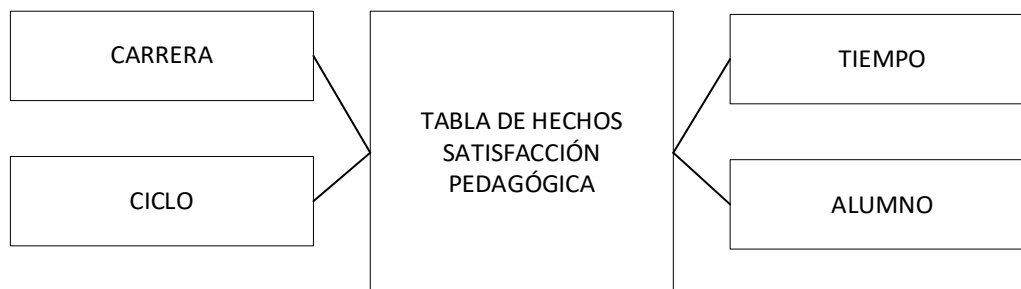 CARRERA
CICLO
TABLA DE HECHOS
SATISFACCIÓN
PEDAGÓGICA
TIEMPO
ALUMNO